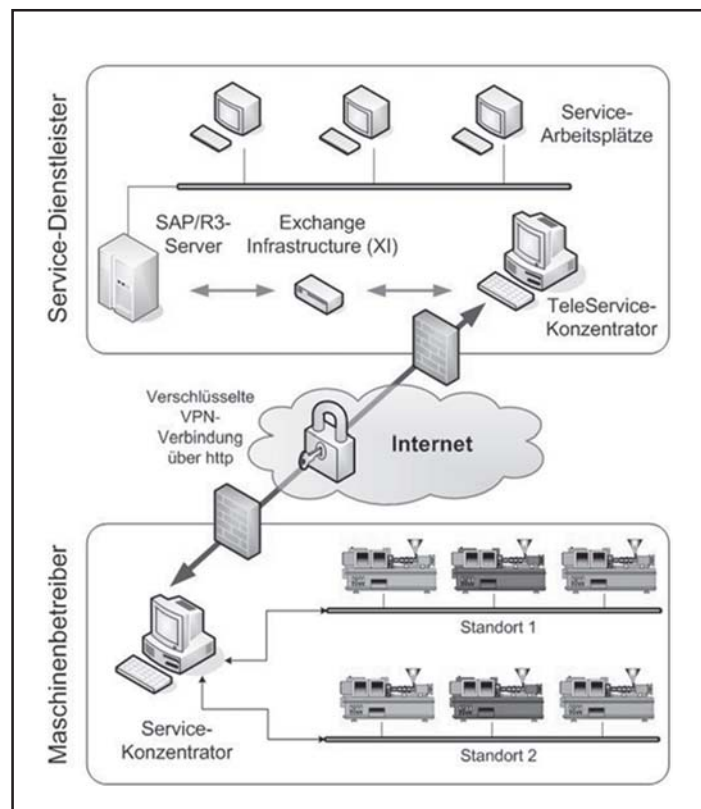 Service-Dienstleister
Service-
Arbeitsplätze
SAP/R3-
Server
Exchange
Infrastructure (XI)
TeleService-
Konzentrator
Verschlüsselte
VPN-
Verbindung
über http
Internet
Maschinenbetreiber
Standort 1
Service-
Konzentrator
Standort 2